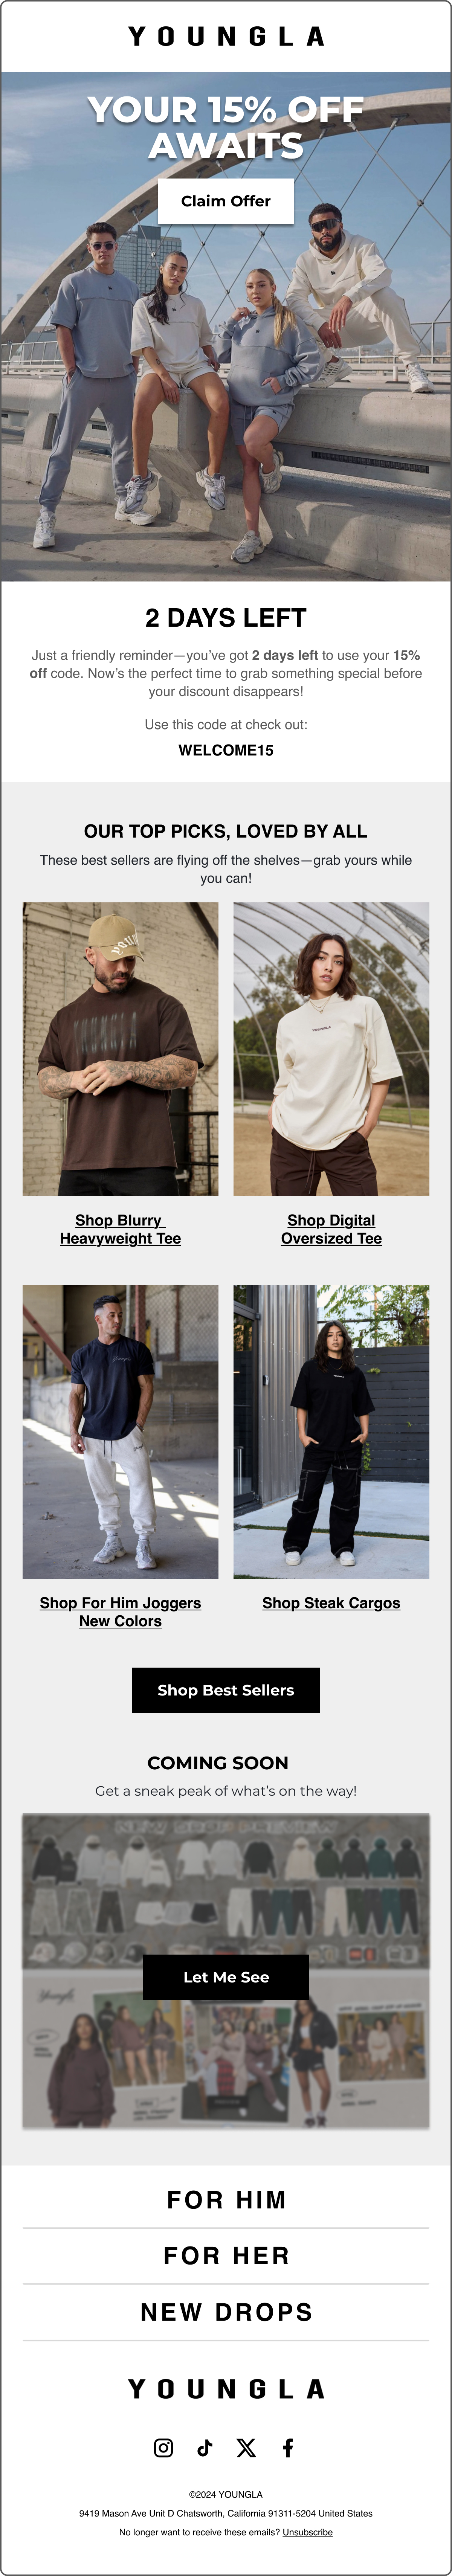 YOUNGLA
YOUR 15% OFF
AWAITS
Claim Offer
2 DAYS LEFT
Just a friendly reminder—you’ve got 2 days left to use your 15%
off code. Now’s the perfect time to grab something special before
your discount disappears!
Use this code at check out:
WELCOME15
OUR TOP PICKS, LOVED BY ALL
These best sellers are flying off the shelves—grab yours while
you can!
YOUNGLA
Shop Blurry
Heavyweight Tee
Shop Digital
Oversized Tee
Shop For Him Joggers
New Colors
Shop Steak Cargos
Shop Best Sellers
COMING SOON
Get a sneak peak of what’s on the way!
Let Me See
FOR HIM
FOR HER
NEW DROPS
YOUNGLA
©2024 YOUNGLA
9419 Mason Ave Unit D Chatsworth, California 91311-5204 United States
No longer want to receive these emails? Unsubscribe